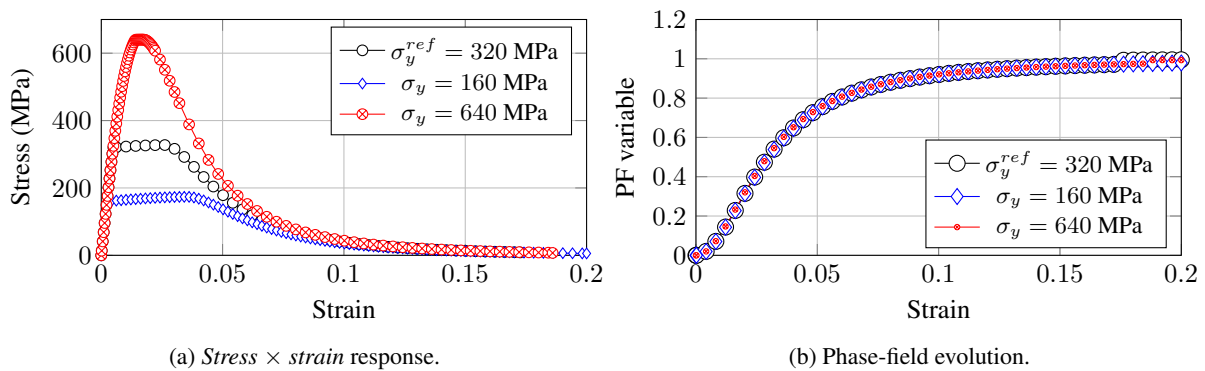 600
400
200
0
0
0.05
0.1
0.15
0.2
Stress (MPa)
Strain
σ_y^{ref} = 320 MPa
σ_y = 160 MPa
σ_y = 640 MPa
(a) Stress × strain response.
1
0.8
0.6
0.4
0.2
0
0
0.05
0.1
0.15
0.2
PF variable
Strain
σ_y^{ref} = 320 MPa
σ_y = 160 MPa
σ_y = 640 MPa
(b) Phase-field evolution.